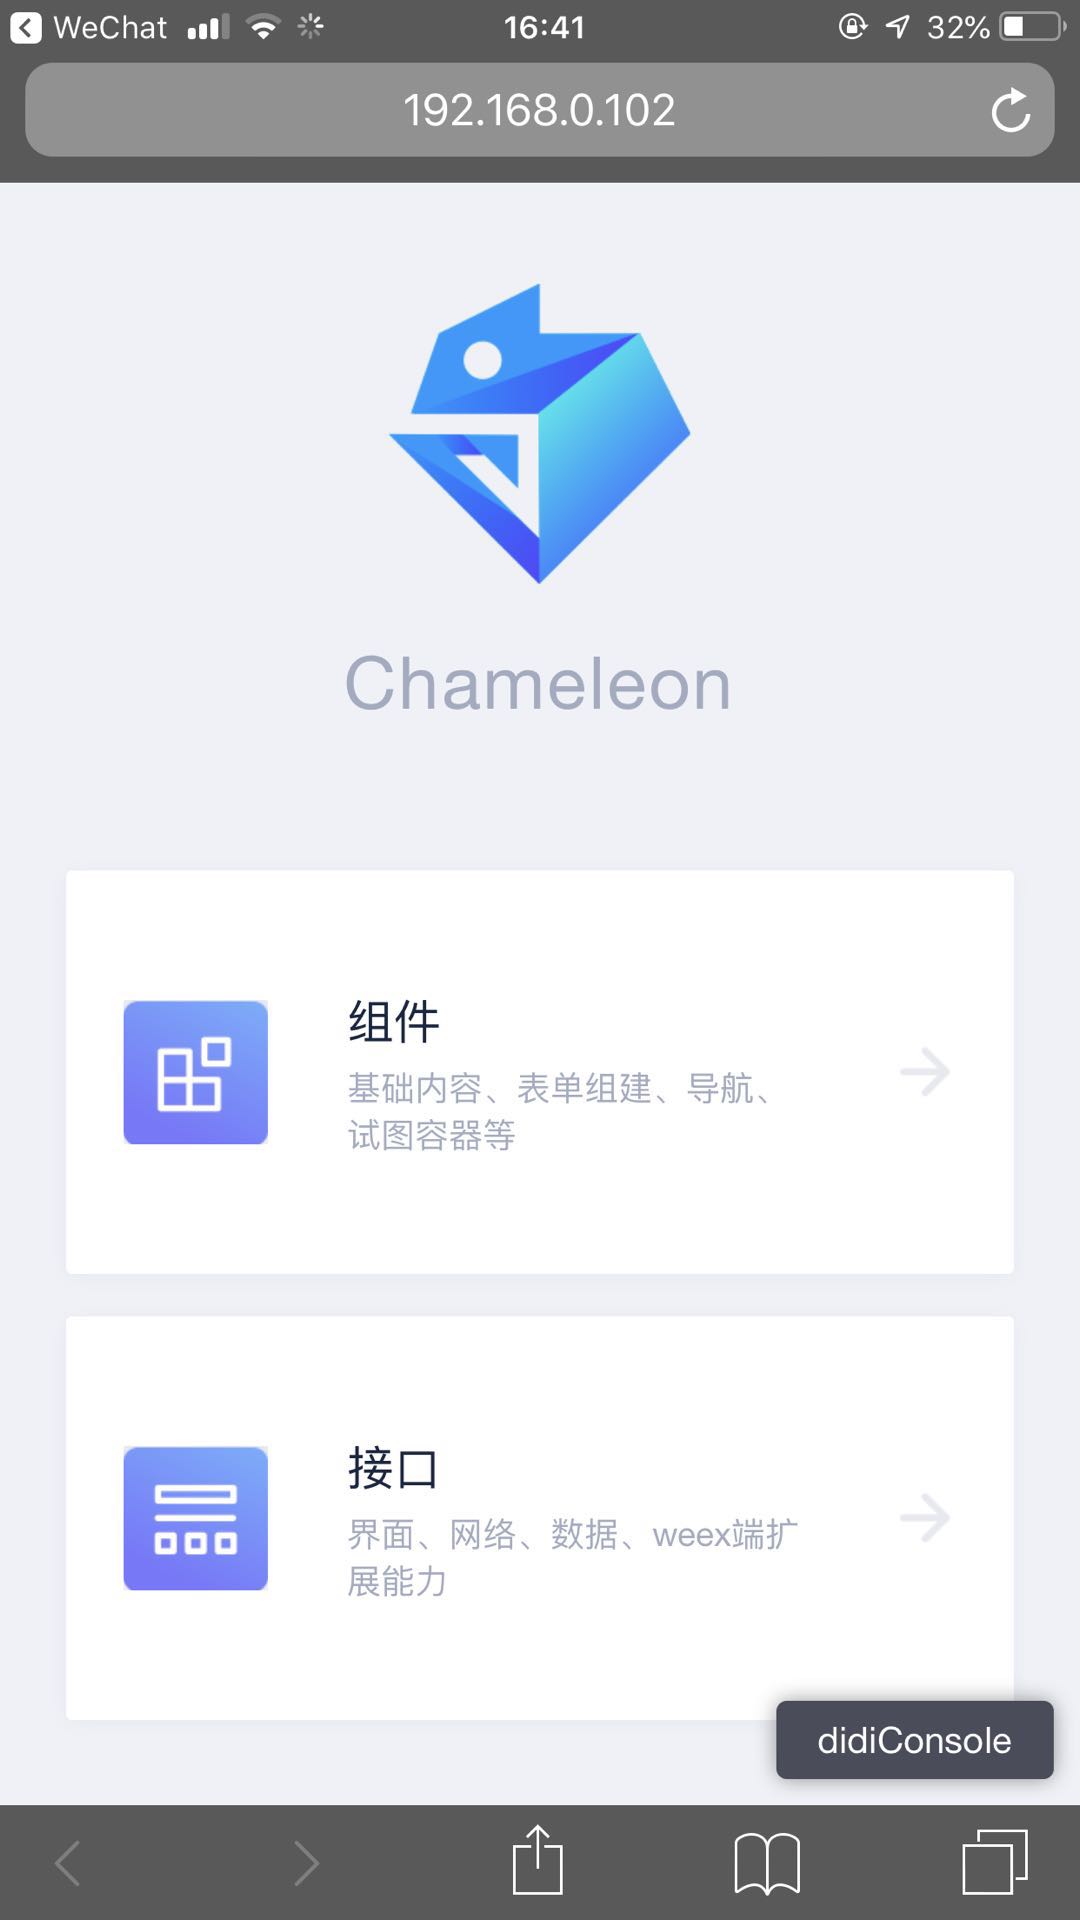 WeChat 16:41 32%
192.168.0.102
Chameleon
组件
基础内容、表单组建、导航、
试图容器等
接口
界面、网络、数据、weex端扩
展能力
didiConsole